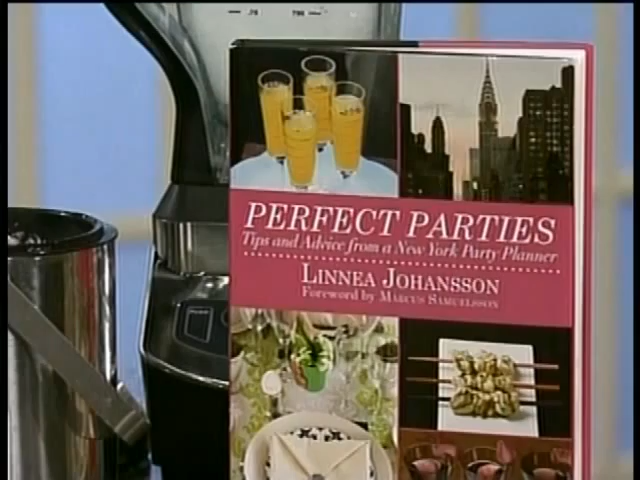 PERFECT PARTIES
Tips and Advice from a New York Party Planner
LINNEA JOHANSSON
Foreword by MARCUS SAMUELSSON